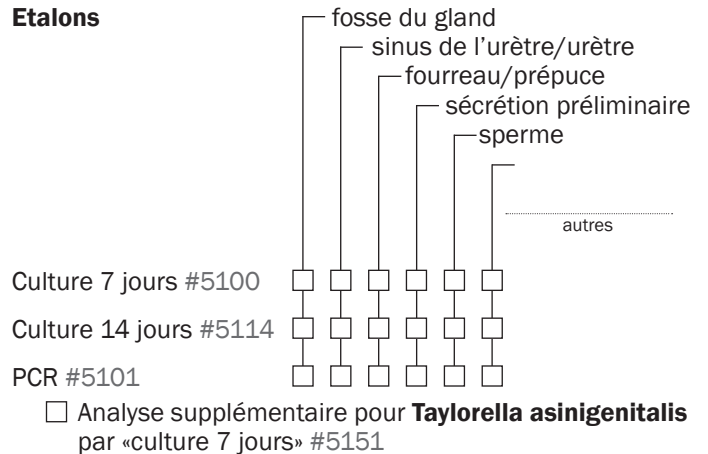 Etalons
fosse du gland
sinus de l'urètre/urètre
fourreau/prépuce
sécrétion préliminaire
sperme
autres
Culture 7 jours #5100
Culture 14 jours #5114
PCR #5101
Analyse supplémentaire pour Taylorella asinigenitalis
par «culture 7 jours» #5151